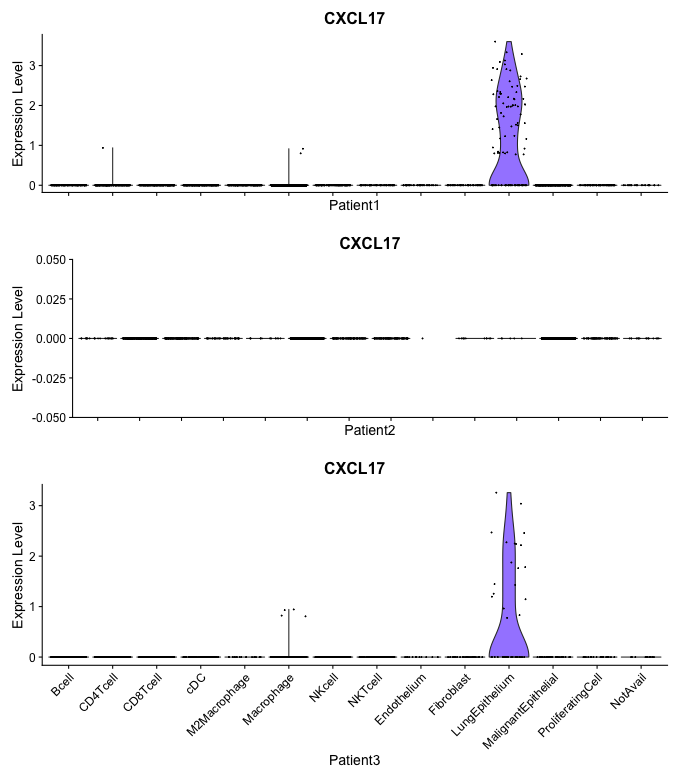 CXCL17
Expression Level
3
2
1
0
Patient1
CXCL17
Expression Level
0.050
0.025
0.000
-0.025
-0.050
Patient2
CXCL17
Expression Level
3
2
1
0
Bcell
CD4Tcell
CD8Tcell
cDC
M2Macrophage
Macrophage
NKcell
NKTcell
Endothelium
Fibroblast
LungEpithelium
MalignantEpithelial
ProliferatingCell
NotAvail
Patient3